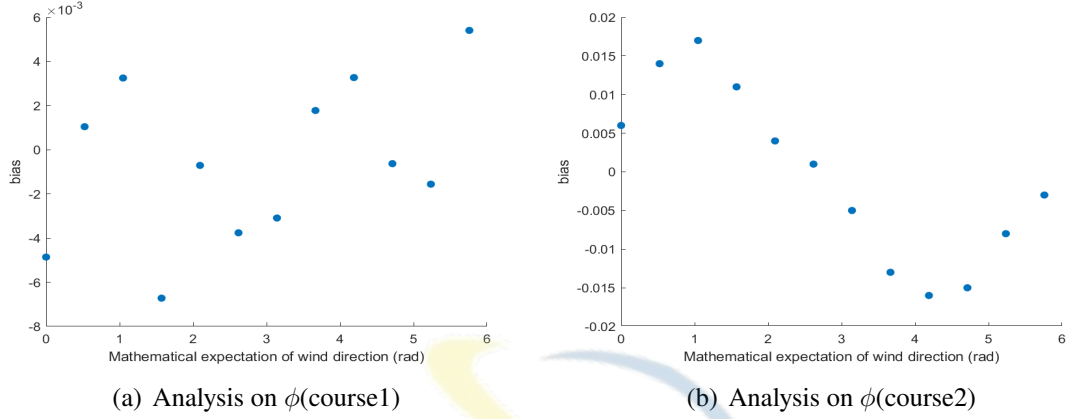 ×10⁻³
6
4
2
0
-2
-4
-6
-8
bias
0 1 2 3 4 5 6
Mathematical expectation of wind direction (rad)
(a) Analysis on ϕ(course1)
0.02
0.015
0.01
0.005
0
-0.005
-0.01
-0.015
-0.02
bias
0 1 2 3 4 5 6
Mathematical expectation of wind direction (rad)
(b) Analysis on ϕ(course2)